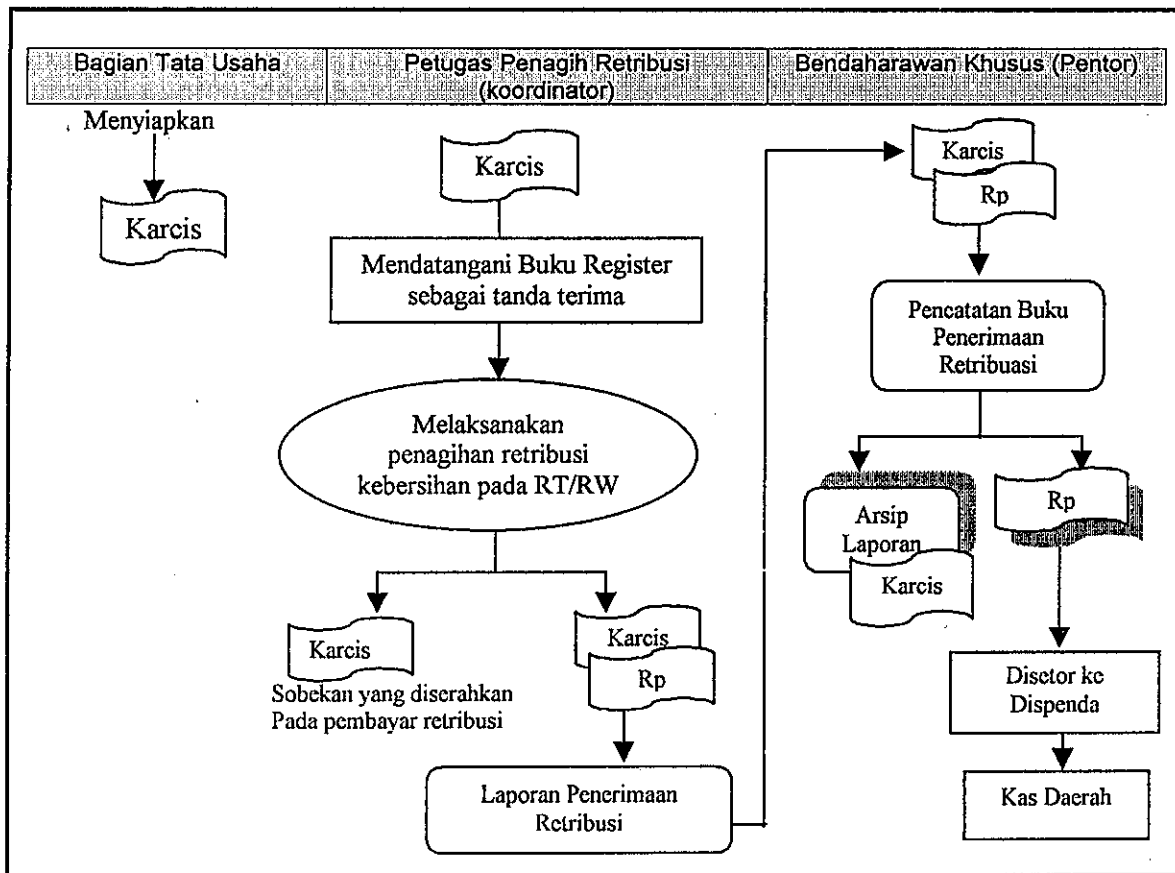 Bagian Tata Usaha
Petugas Penagih Retribusi
(koordinator)
Bendaharawan Khusus (Pentor)
Menyiapkan
Karcis
Karcis
Mendatangani Buku Register
sebagai tanda terima
Melaksanakan
penagihan retribusi
kebersihan pada RT/RW
Karcis
Sobekan yang diserahkan
Pada pembayar retribusi
Karcis
Rp
Laporan Penerimaan
Retribusi
Karcis
Rp
Pencatatan Buku
Penerimaan
Retribuasi
Arsip
Laporan
Karcis
Rp
Disetor ke
Dispenda
Kas Daerah